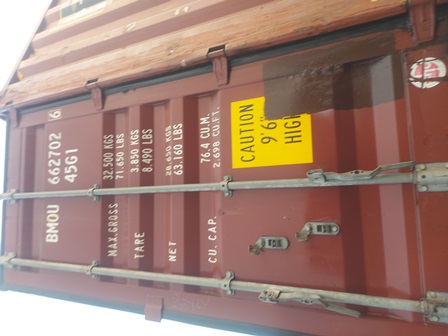 BMOU 662702 6
45G1
MAX.GROSS 32.500 KGS
71.650 LBS
TARE 3.850 KGS
8.490 LBS
NET 28.650 KGS
63.160 LBS
CU. CAP. 76.4 CU.M.
2.698 CU.FT.
CAUTION
9'6"
HIGH